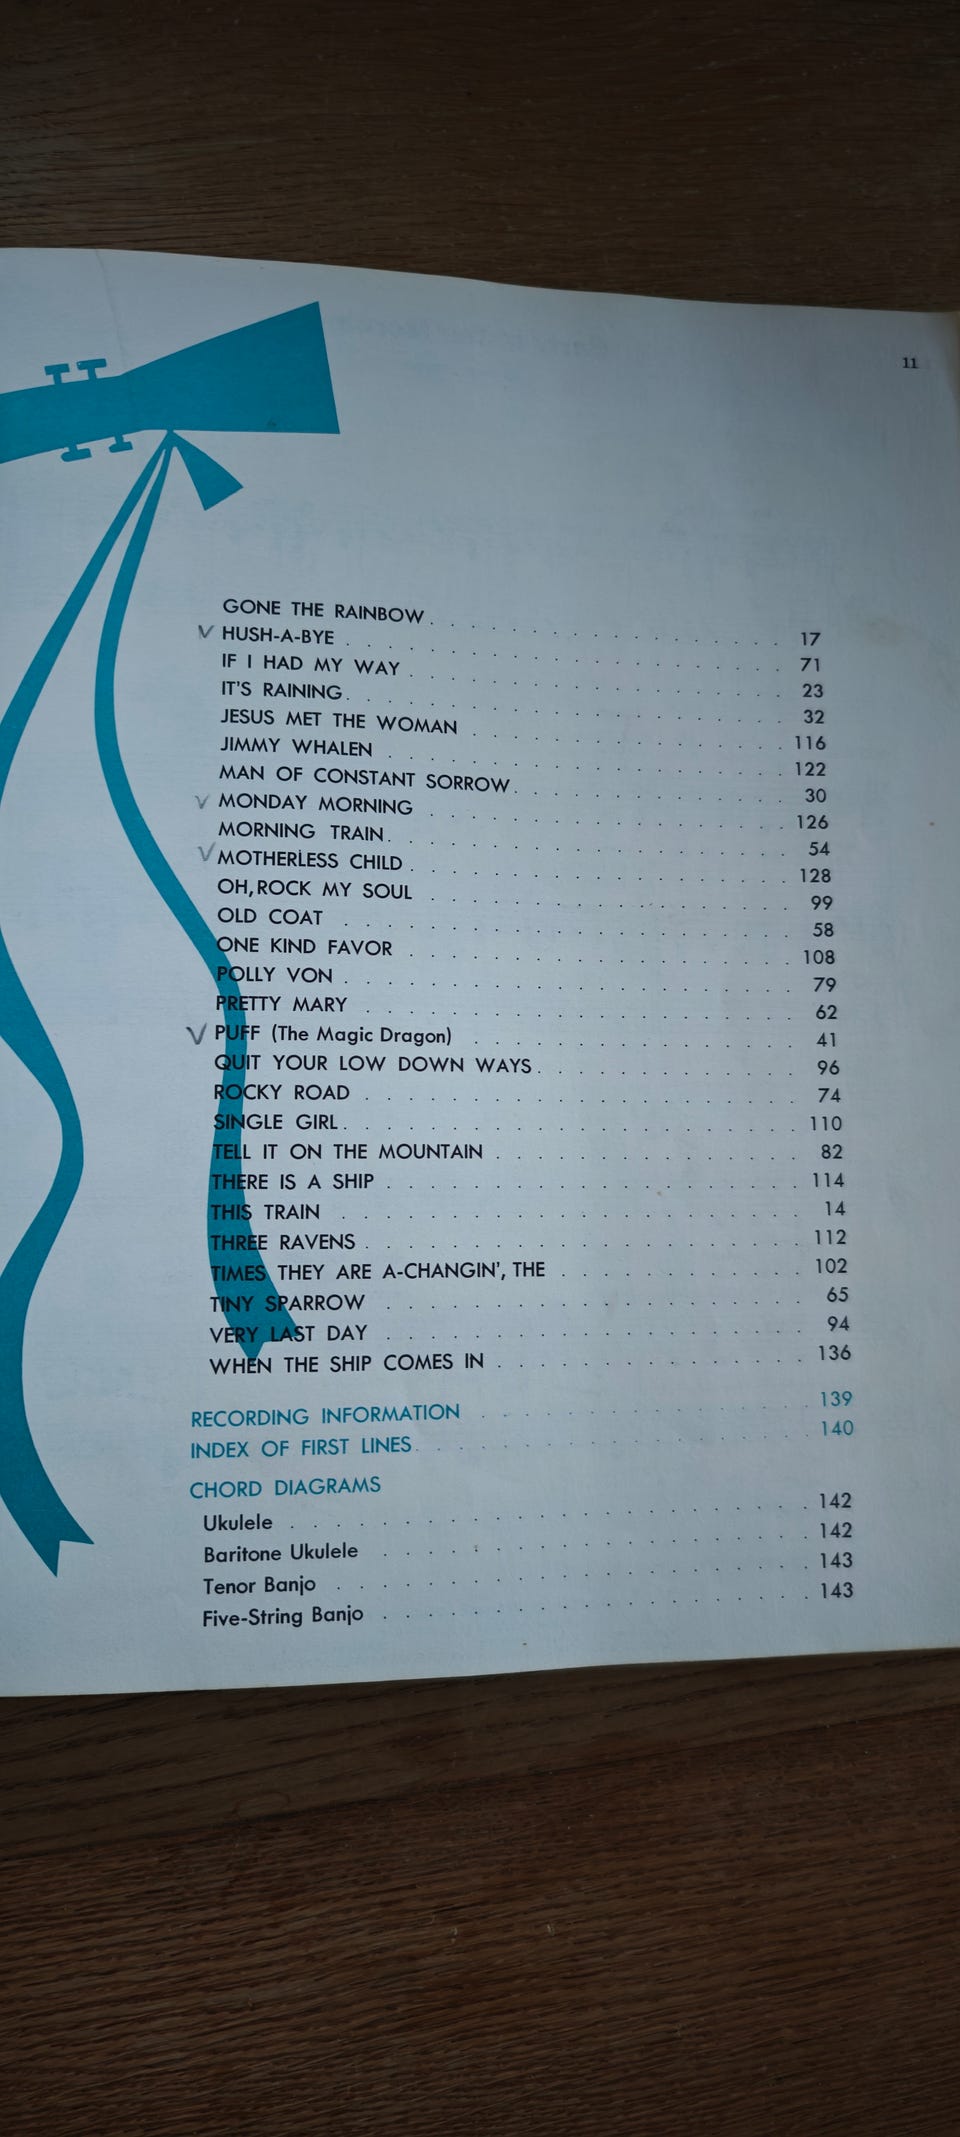 11
GONE THE RAINBOW . . . . . . . . . . 17
V HUSH-A-BYE . . . . . . . . . . 71
IF I HAD MY WAY . . . . . . . . . . 23
IT'S RAINING . . . . . . . . . . 32
JESUS MET THE WOMAN . . . . . . . . . . 116
JIMMY WHALEN . . . . . . . . . . 122
MAN OF CONSTANT SORROW . . . . . . . . . . 30
V MONDAY MORNING . . . . . . . . . . 126
MORNING TRAIN . . . . . . . . . . 54
V MOTHERLESS CHILD . . . . . . . . . . 128
OH, ROCK MY SOUL . . . . . . . . . . 99
OLD COAT . . . . . . . . . . 58
ONE KIND FAVOR . . . . . . . . . . 108
POLLY VON . . . . . . . . . . 79
PRETTY MARY . . . . . . . . . . 62
V PUFF (The Magic Dragon) . . . . . . . . . . 41
QUIT YOUR LOW DOWN WAYS . . . . . . . . . . 96
ROCKY ROAD . . . . . . . . . . 74
SINGLE GIRL . . . . . . . . . . 110
TELL IT ON THE MOUNTAIN . . . . . . . . . . 82
THERE IS A SHIP . . . . . . . . . . 114
THIS TRAIN . . . . . . . . . . 14
THREE RAVENS . . . . . . . . . . 112
TIMES THEY ARE A-CHANGIN', THE . . . . . . . . . . 102
TINY SPARROW . . . . . . . . . . 65
VERY LAST DAY . . . . . . . . . . 94
WHEN THE SHIP COMES IN . . . . . . . . . . 136
RECORDING INFORMATION . . . . . . . . . . 139
INDEX OF FIRST LINES . . . . . . . . . . 140
CHORD DIAGRAMS
Ukulele . . . . . . . . . . 142
Baritone Ukulele . . . . . . . . . . 142
Tenor Banjo . . . . . . . . . . 143
Five-String Banjo . . . . . . . . . . 143